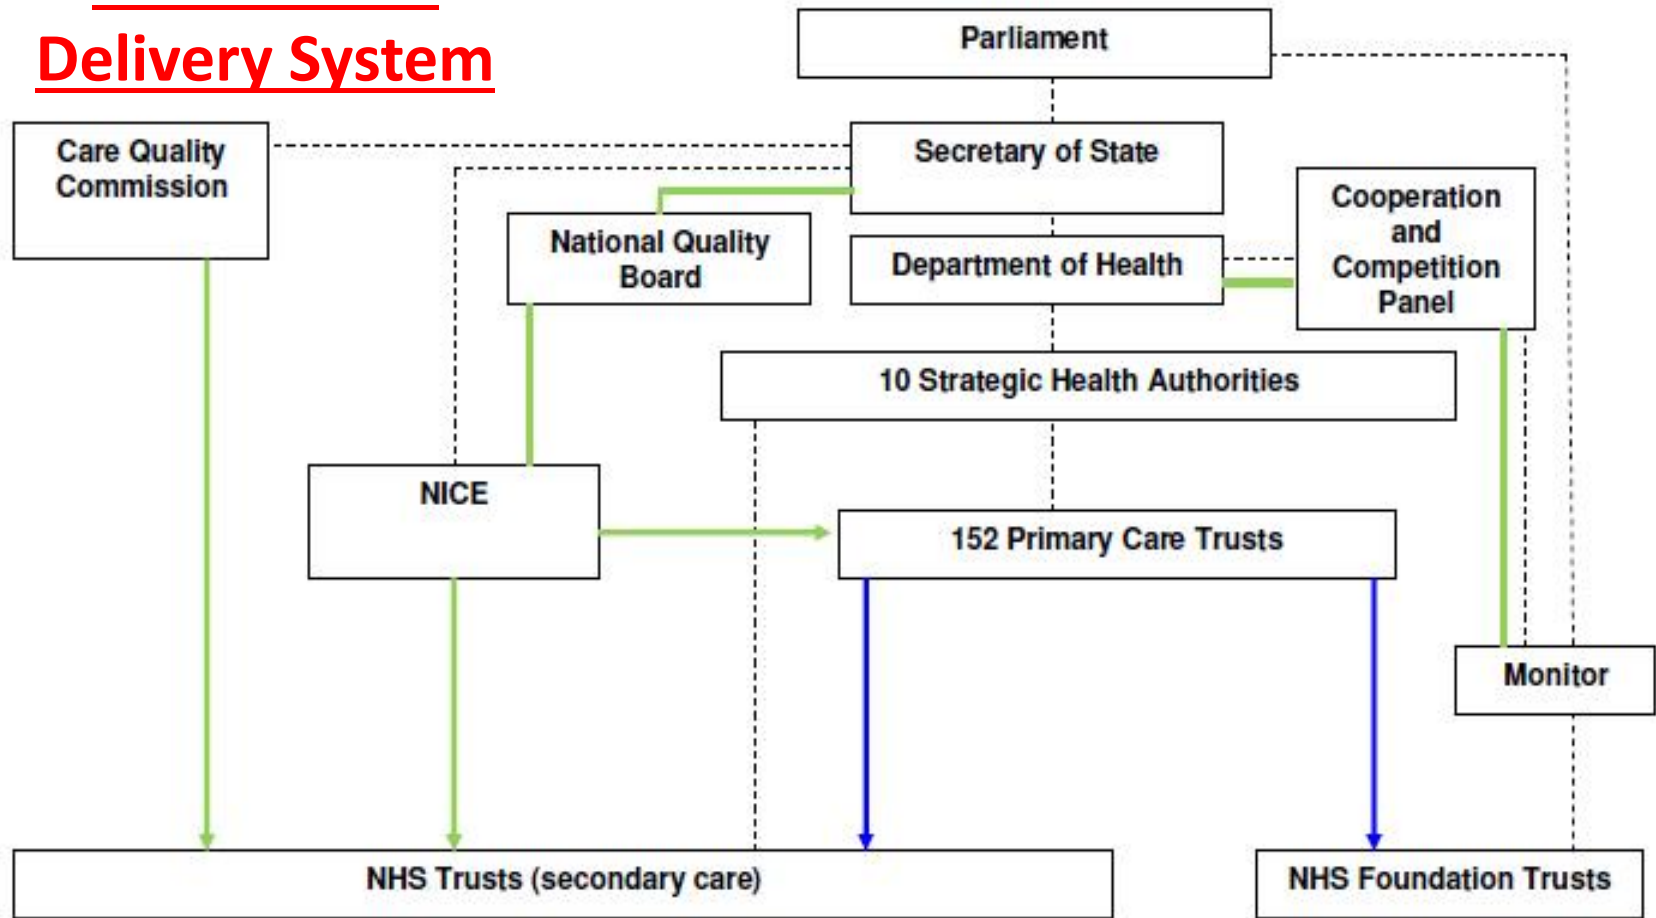 Delivery System
Parliament
Care Quality
Commission
Secretary of State
Cooperation
and
Competition
Panel
National Quality
Board
Department of Health
10 Strategic Health Authorities
NICE
152 Primary Care Trusts
Monitor
NHS Trusts (secondary care)
NHS Foundation Trusts